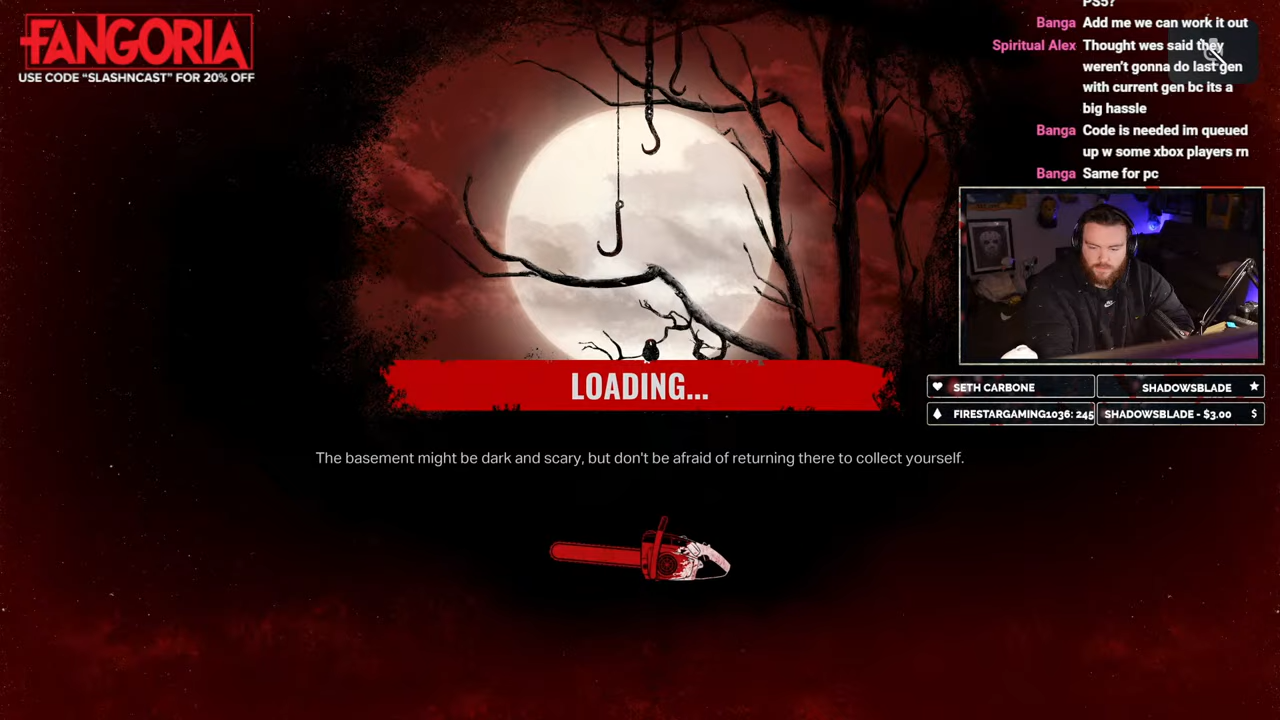 FANGORIA
USE CODE "SLASHNCAST" FOR 20% OFF
PS5?
Banga Add me we can work it out
Spiritual Alex Thought wes said they
weren't gonna do last gen
with current gen bc its a
big hassle
Banga Code is needed im queued
up w some xbox players rn
Banga Same for pc
SETH CARBONE
SHADOWSBLADE
FIRESTARGAMING1036: 245
SHADOWSBLADE - $3.00 $
LOADING...
The basement might be dark and scary, but don't be afraid of returning there to collect yourself.